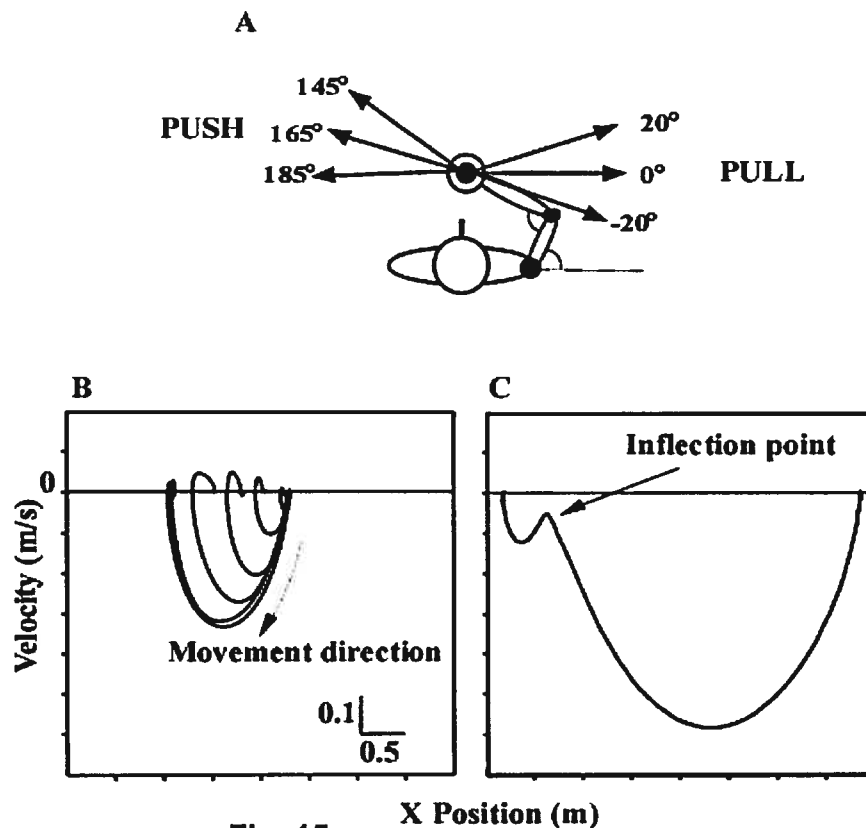 A
145°
PUSH 165°
185°
20°
0° PULL
-20°
B
C
0
Inflection point
Velocity (m/s)
Movement direction
0.1
0.5
X Position (m)